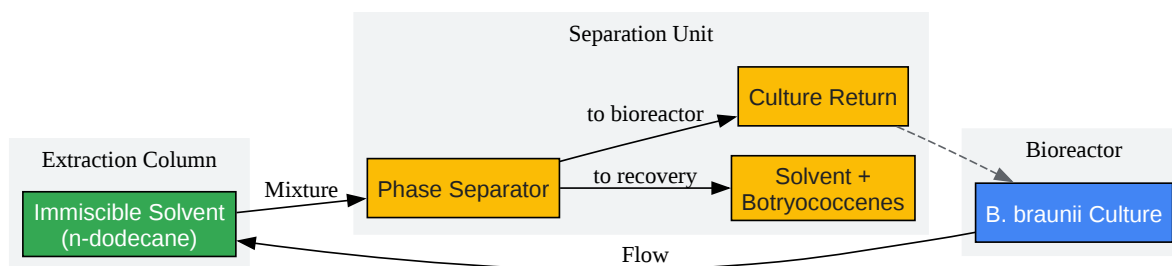 Separation Unit
Culture Return
to bioreactor
Extraction Column
Bioreactor
Mixture
Phase Separator
to recovery
Solvent +
Botryococcenes
Immiscible Solvent
(n-dodecane)
B. braunii Culture
Flow